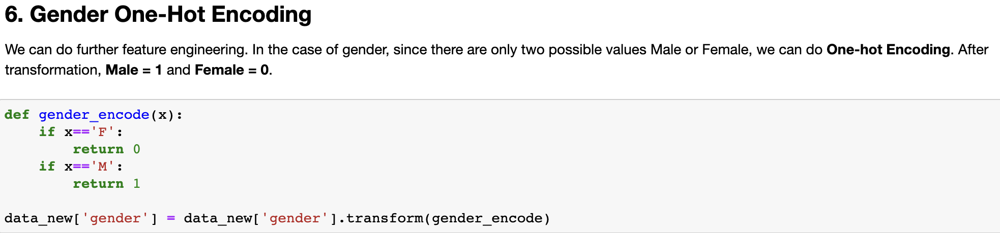 6. Gender One-Hot Encoding
We can do further feature engineering. In the case of gender, since there are only two possible values Male or Female, we can do One-hot Encoding. After
transformation, Male = 1 and Female = 0.
def gender_encode(x):
    if x=='F':
        return 0
    if x=='M':
        return 1
data_new['gender'] = data_new['gender'].transform(gender_encode)